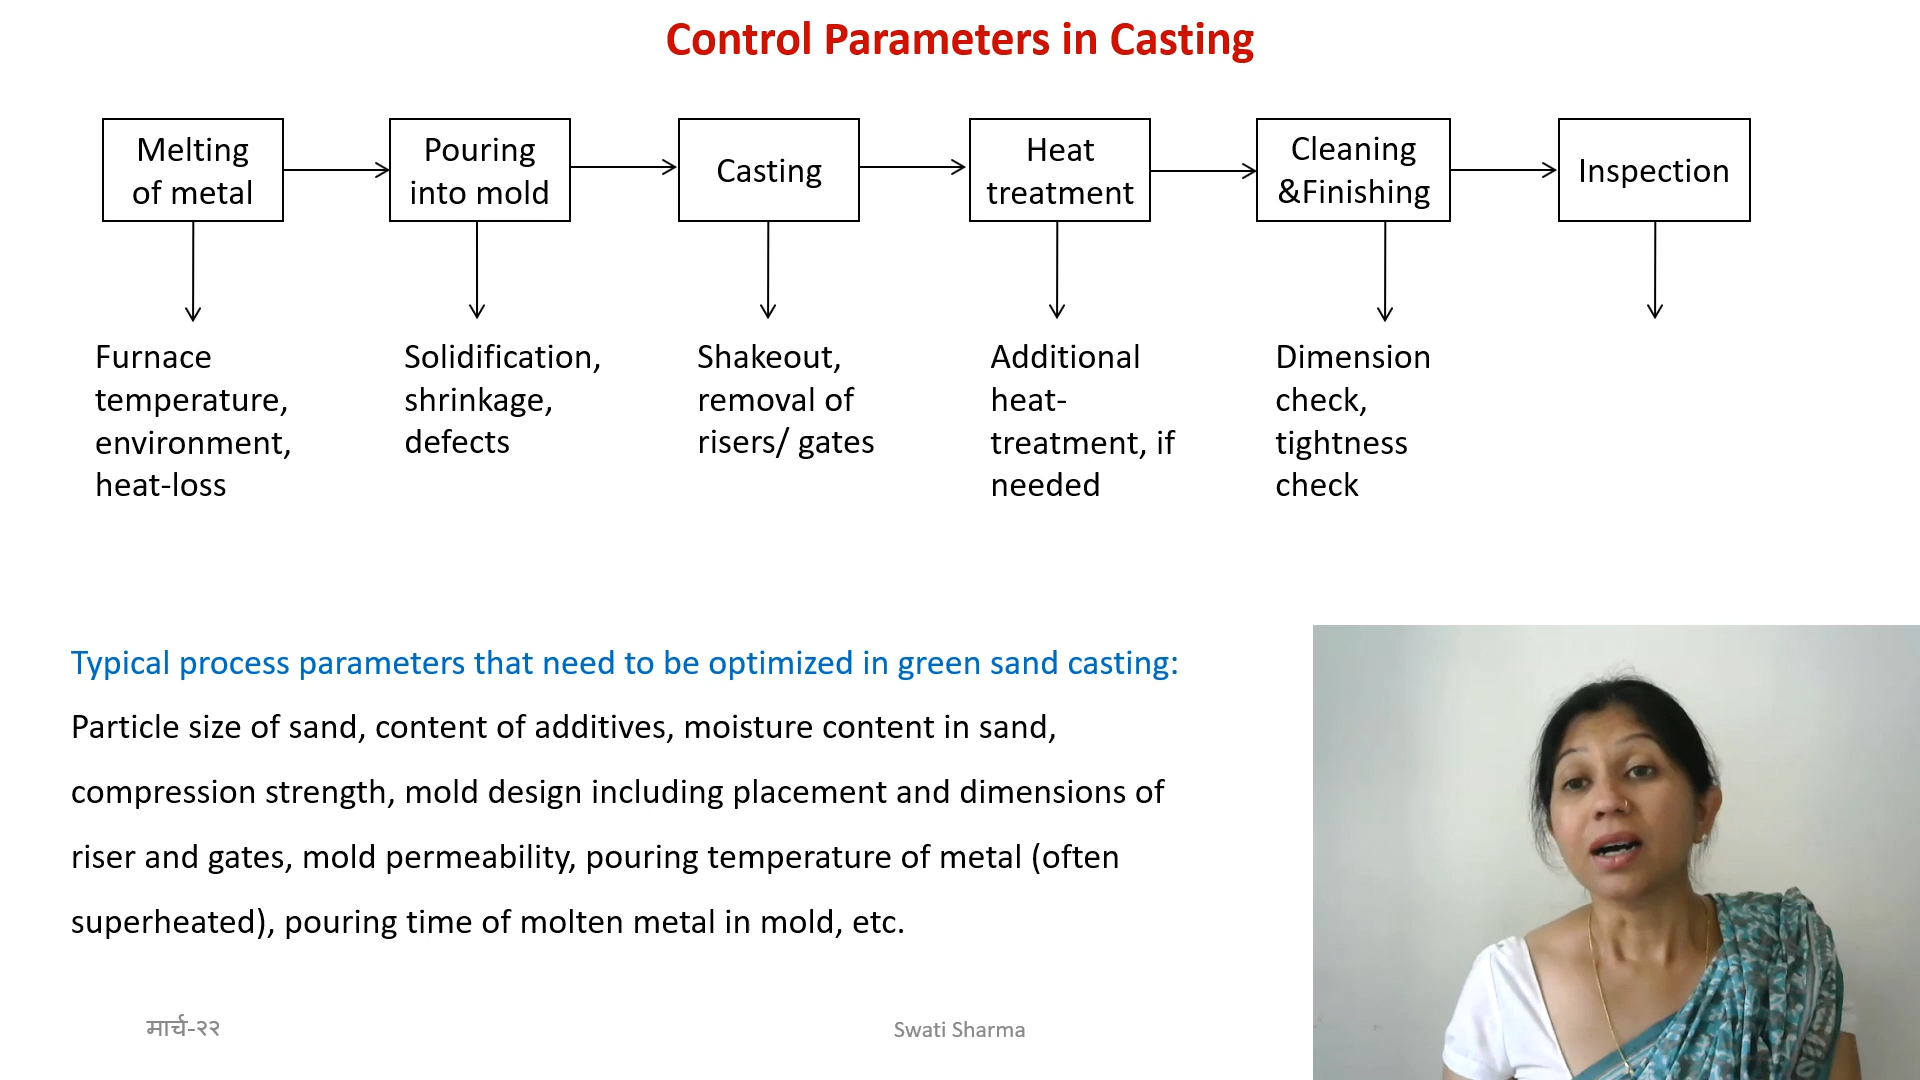 Control Parameters in Casting
Melting
of metal
Pouring
into mold
Casting
Heat
treatment
Cleaning
&Finishing
Inspection
Furnace
temperature,
environment,
heat-loss
Solidification,
shrinkage,
defects
Shakeout,
removal of
risers/ gates
Additional
heat-
treatment, if
needed
Dimension
check,
tightness
check
Typical process parameters that need to be optimized in green sand casting:
Particle size of sand, content of additives, moisture content in sand,
compression strength, mold design including placement and dimensions of
riser and gates, mold permeability, pouring temperature of metal (often
superheated), pouring time of molten metal in mold, etc.
मार्च-२२
Swati Sharma